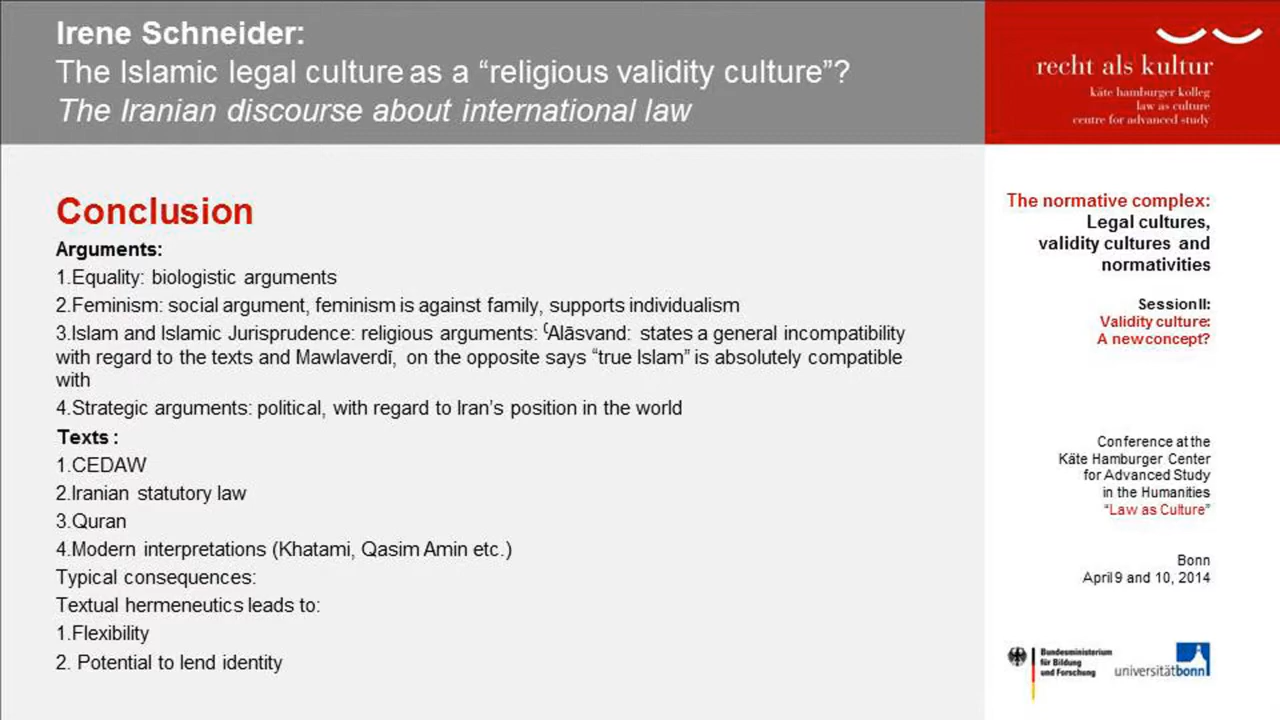 Irene Schneider:
The Islamic legal culture as a “religious validity culture”?
The Iranian discourse about international law
recht als kultur
käte hamburger kolleg
law as culture
centre for advanced study
Conclusion
Arguments:
1.Equality: biologistic arguments
2.Feminism: social argument, feminism is against family, supports individualism
3.Islam and Islamic Jurisprudence: religious arguments: ʿAlāsvand: states a general incompatibility
with regard to the texts and Mawlaverdī, on the opposite says “true Islam” is absolutely compatible
with
4.Strategic arguments: political, with regard to Iran’s position in the world
Texts :
1.CEDAW
2.Iranian statutory law
3.Quran
4.Modern interpretations (Khatami, Qasim Amin etc.)
Typical consequences:
Textual hermeneutics leads to:
1.Flexibility
2. Potential to lend identity
The normative complex:
Legal cultures,
validity cultures and
normativities
Session II:
Validity culture:
A new concept?
Conference at the
Käte Hamburger Center
for Advanced Study
in the Humanities
“Law as Culture”
Bonn
April 9 and 10, 2014
Bundesministerium
für Bildung
und Forschung
universitätbonn